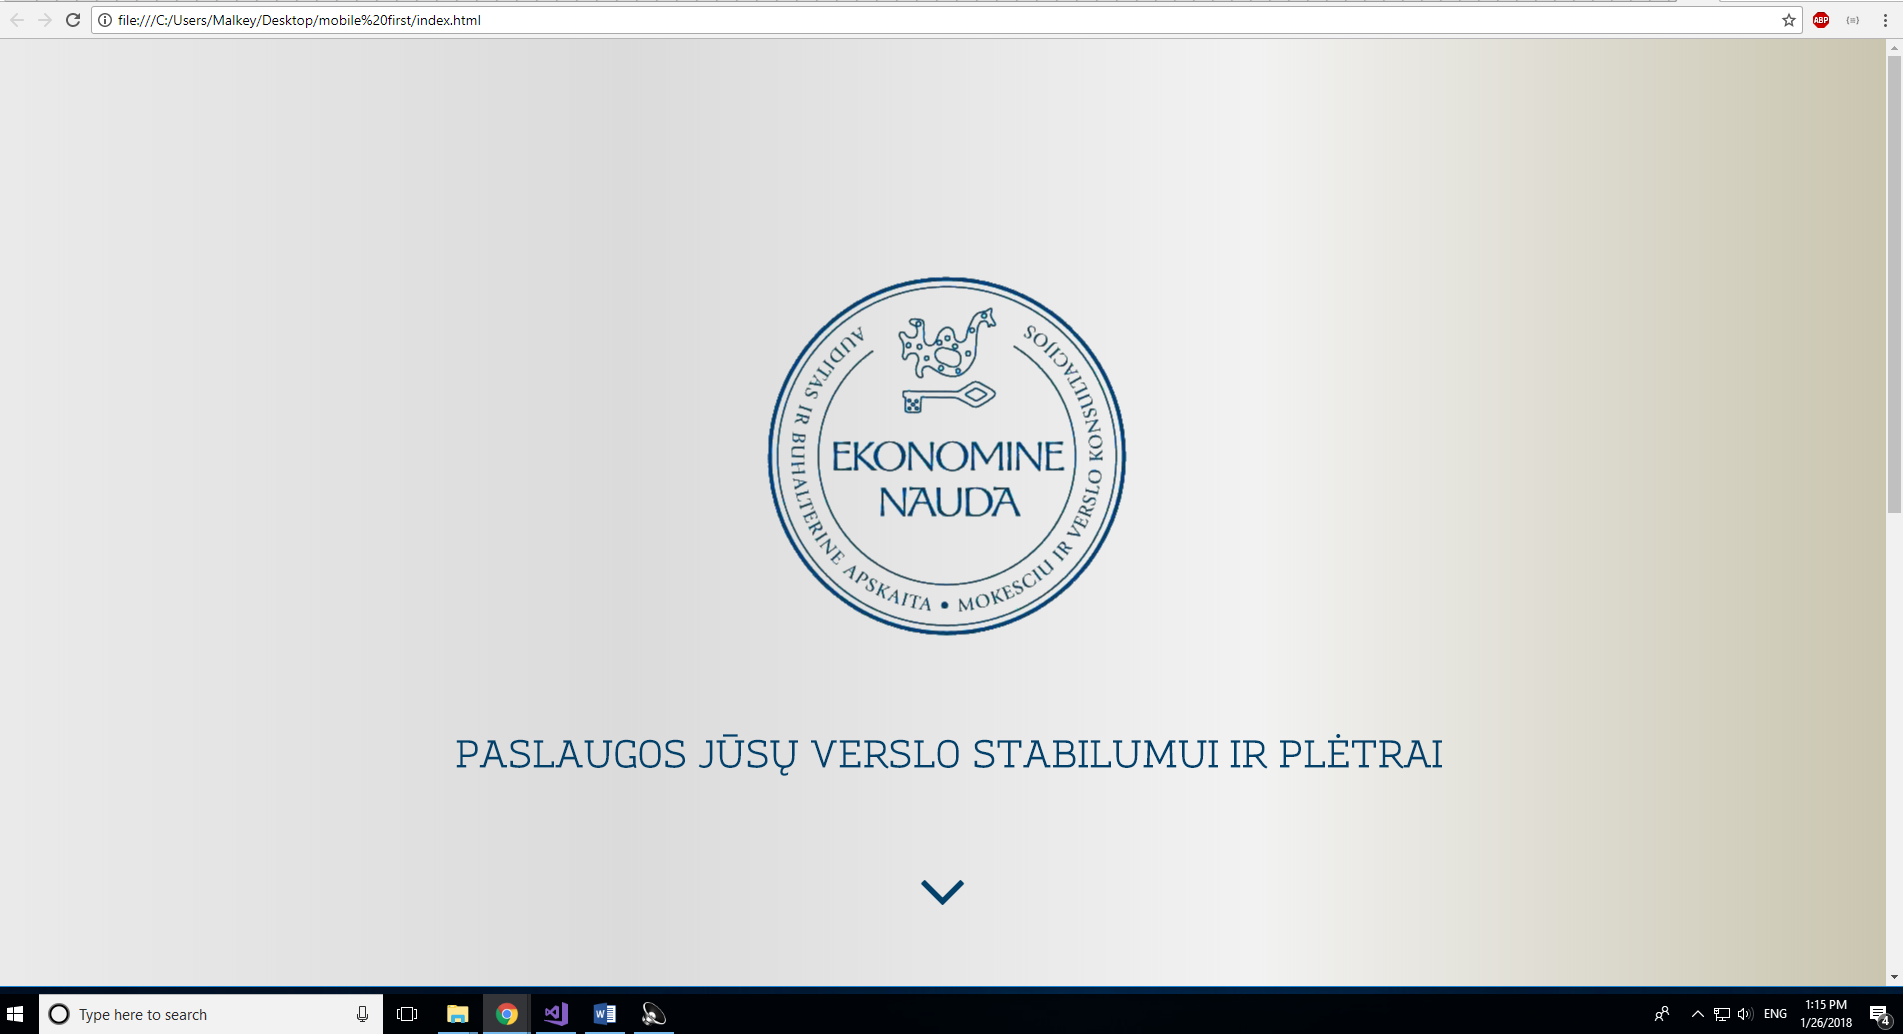 file:///C:/Users/Malkey/Desktop/mobile%20first/index.html
ABP
AUDITAS IR BUHALTERINE APSKAITA • MOKESCIU IR VERSLO KONSULTACIJOS
EKONOMINE
NAUDA
PASLAUGOS JŪSŲ VERSLO STABILUMUI IR PLĖTRAI
Type here to search
ENG
1:15 PM
1/26/2018
4